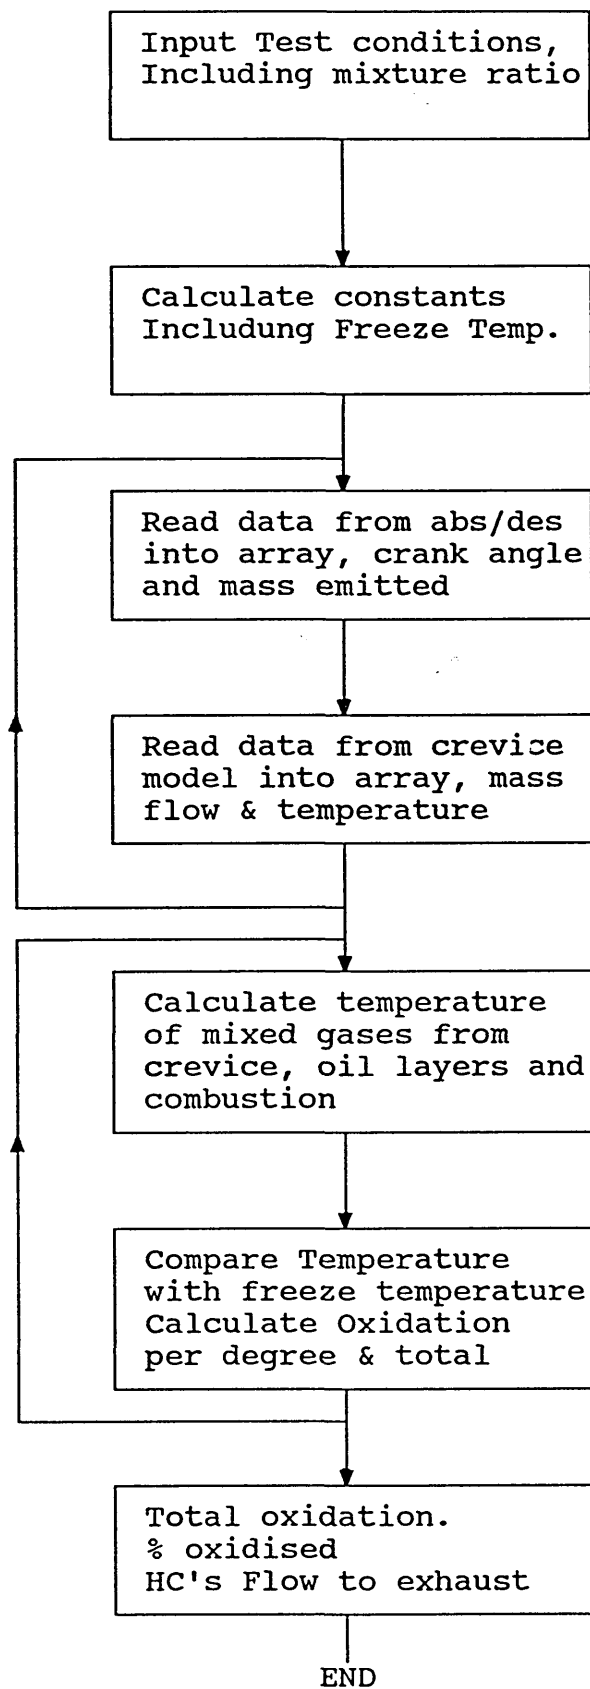 Input Test conditions,
Including mixture ratio
Calculate constants
Includung Freeze Temp.
Read data from abs/des
into array, crank angle
and mass emitted
Read data from crevice
model into array, mass
flow & temperature
Calculate temperature
of mixed gases from
crevice, oil layers and
combustion
Compare Temperature
with freeze temperature
Calculate Oxidation
per degree & total
Total oxidation.
% oxidised
HC's Flow to exhaust
END